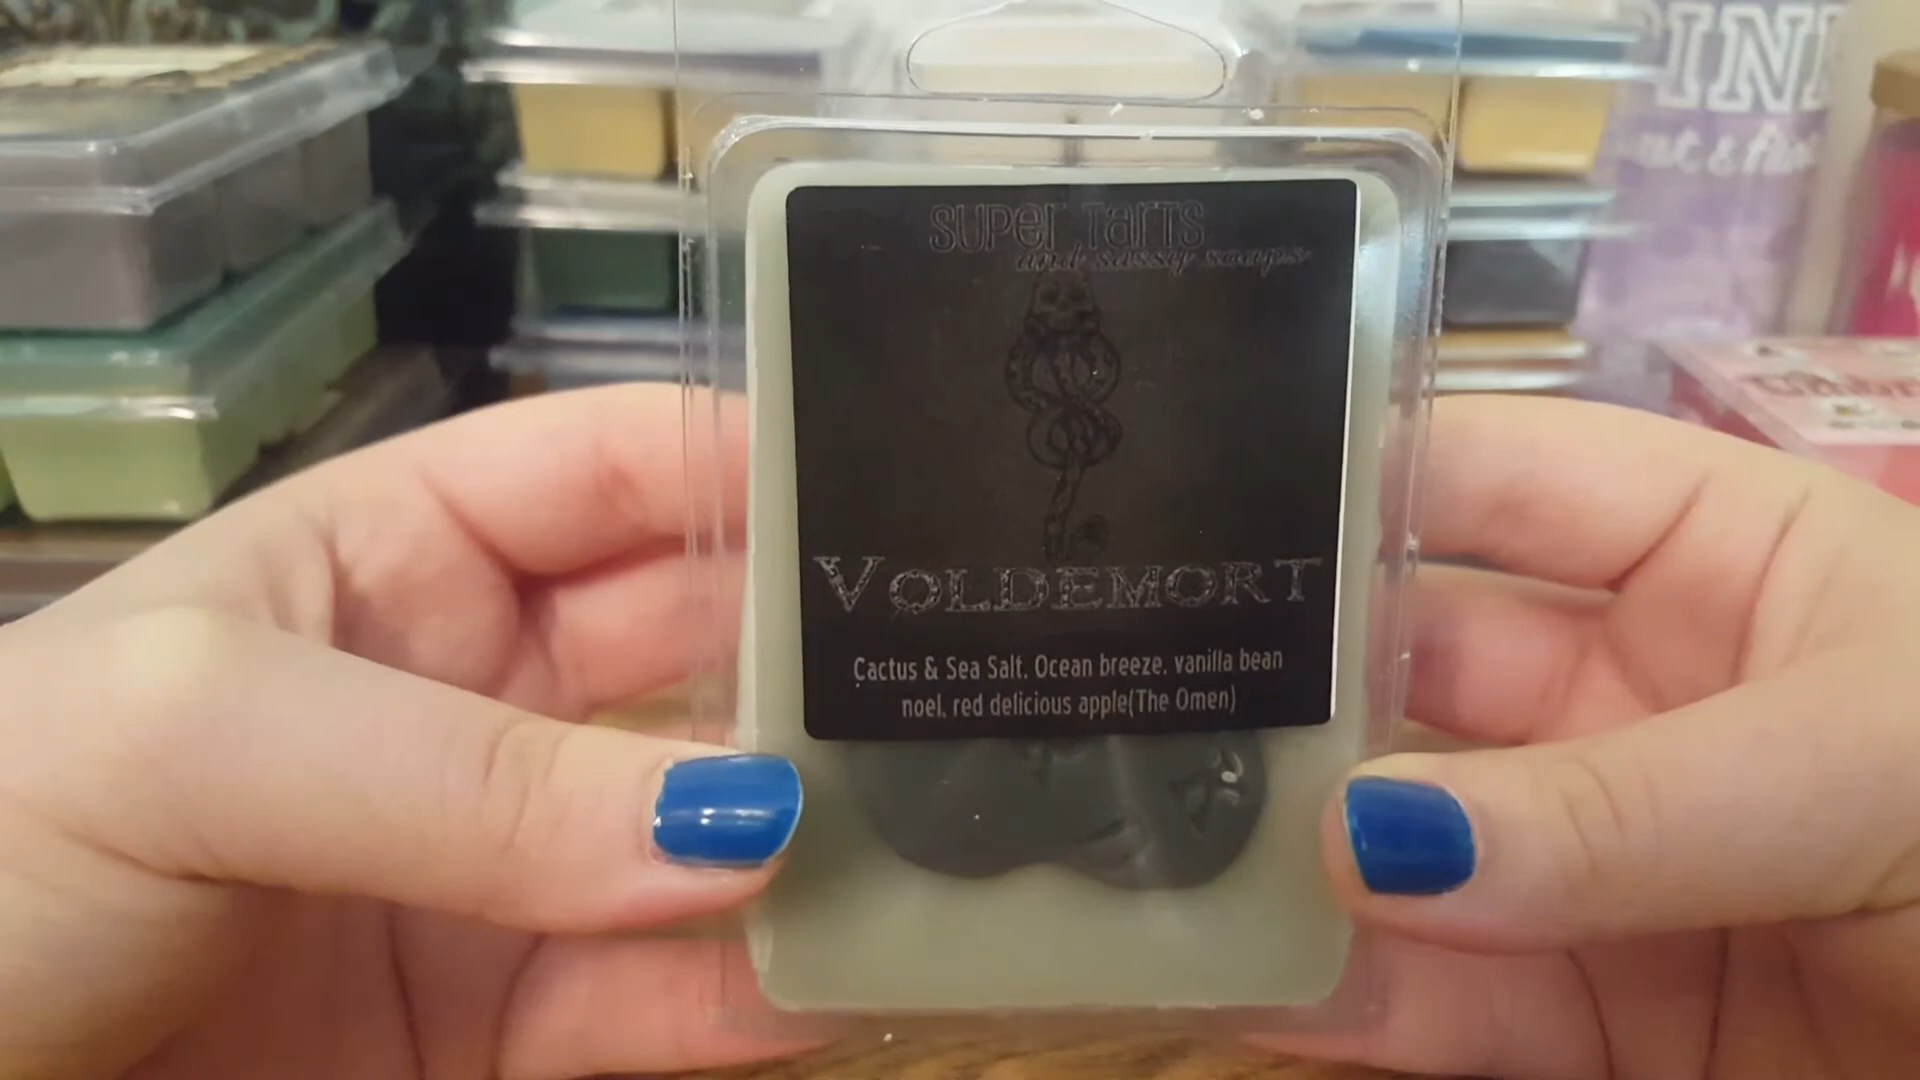 SUPer TarTS
and sassy soaps
VOLDEMORT
Cactus & Sea Salt, Ocean breeze, vanilla bean
noel, red delicious apple(The Omen)
PINK